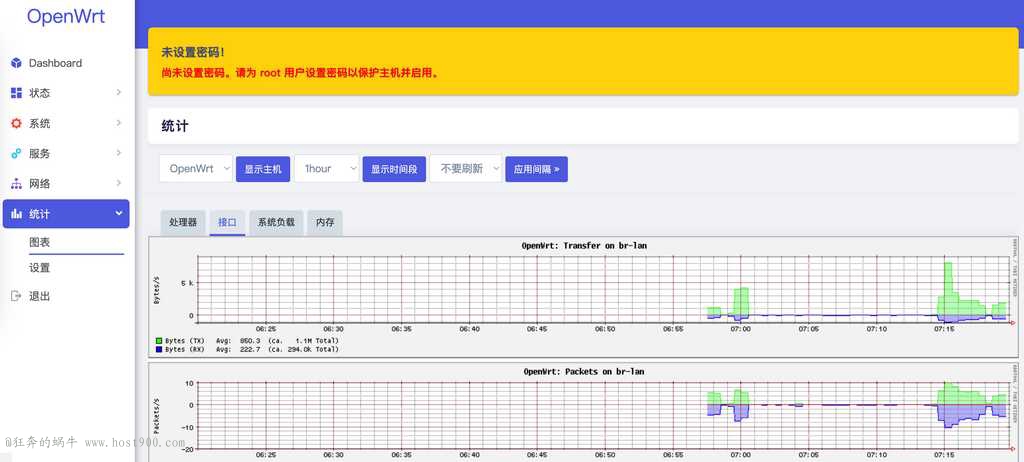 OpenWrt
Dashboard
状态
系统
服务
网络
统计
图表
设置
退出
未设置密码！
尚未设置密码。请为 root 用户设置密码以保护主机并启用。
统计
OpenWrt 显示主机 1hour 显示时间段 不要刷新 应用间隔 »
处理器 接口 系统负载 内存
OpenWrt: Transfer on br-lan
Bytes/s
5 k
0
06:25 06:30 06:35 06:40 06:45 06:50 06:55 07:00 07:05 07:10 07:15
Bytes (TX) Avg: 850.3 (ca. 1.1M Total)
Bytes (RX) Avg: 222.7 (ca. 294.0k Total)
OpenWrt: Packets on br-lan
Packets/s
10
0
-10
-20
06:25 06:30 06:35 06:40 06:45 06:50 06:55 07:00 07:05 07:10 07:15
@狂奔的蜗牛 www.host900.com